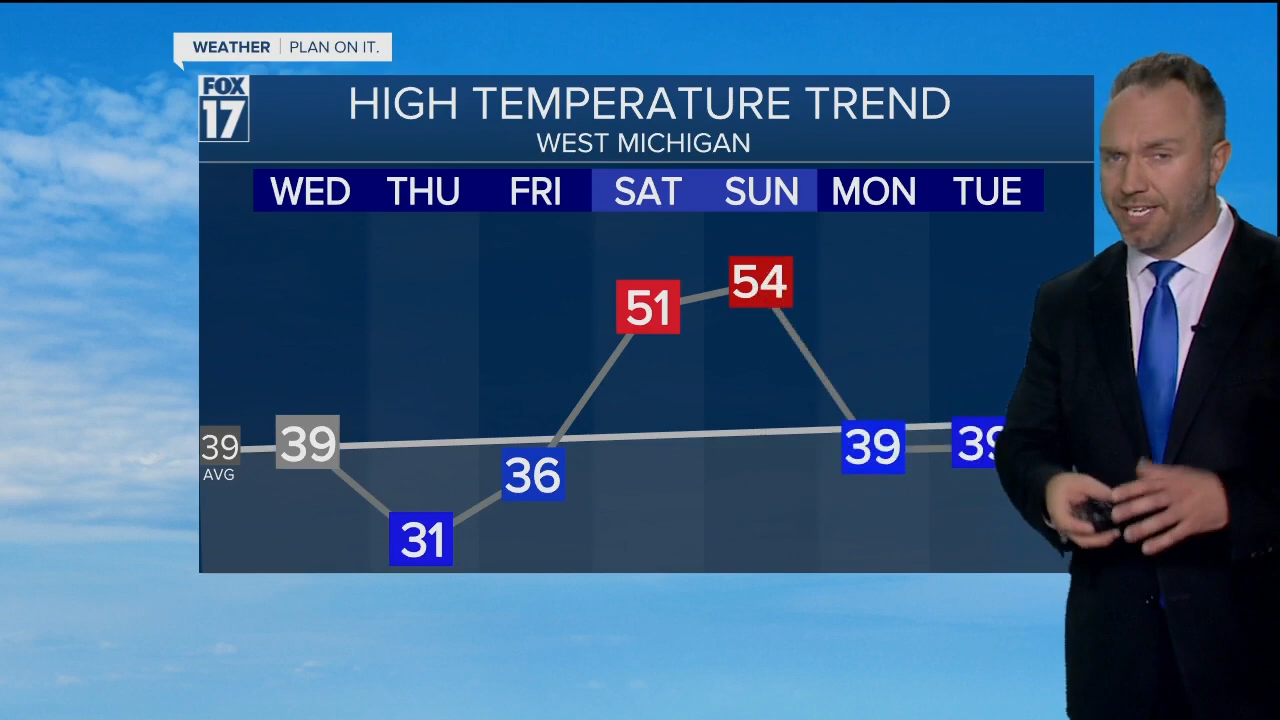 WEATHER | PLAN ON IT.
FOX
17
HIGH TEMPERATURE TREND
WEST MICHIGAN
WED THU FRI SAT SUN MON TUE
54
51
39 39 39 39
AVG
36
31